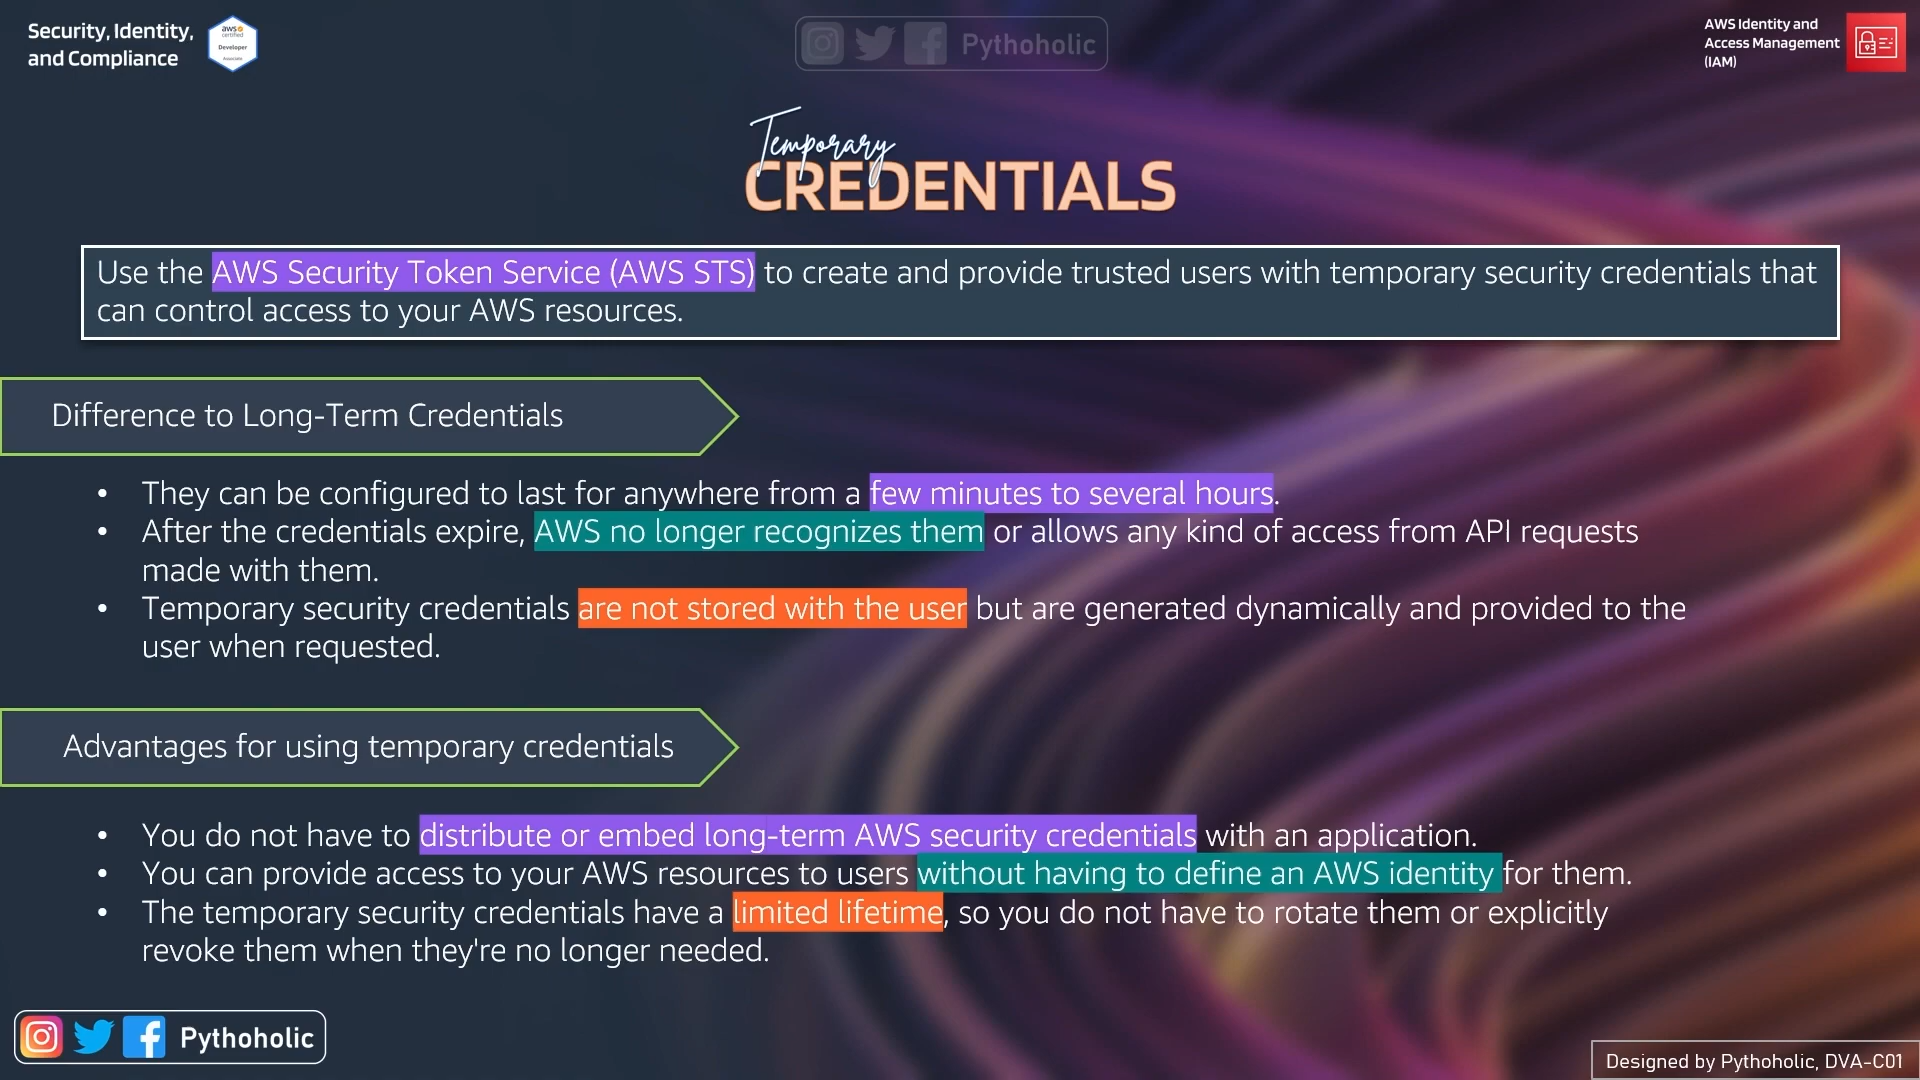 Security, Identity,
and Compliance
aws
certified
Developer
Associate
Pythoholic
AWS Identity and
Access Management
(IAM)
Temporary
CREDENTIALS
Use the AWS Security Token Service (AWS STS) to create and provide trusted users with temporary security credentials that
can control access to your AWS resources.
Difference to Long-Term Credentials
• They can be configured to last for anywhere from a few minutes to several hours.
• After the credentials expire, AWS no longer recognizes them or allows any kind of access from API requests
made with them.
• Temporary security credentials are not stored with the user but are generated dynamically and provided to the
user when requested.
Advantages for using temporary credentials
• You do not have to distribute or embed long-term AWS security credentials with an application.
• You can provide access to your AWS resources to users without having to define an AWS identity for them.
• The temporary security credentials have a limited lifetime, so you do not have to rotate them or explicitly
revoke them when they're no longer needed.
Pythoholic
Designed by Pythoholic, DVA-C01